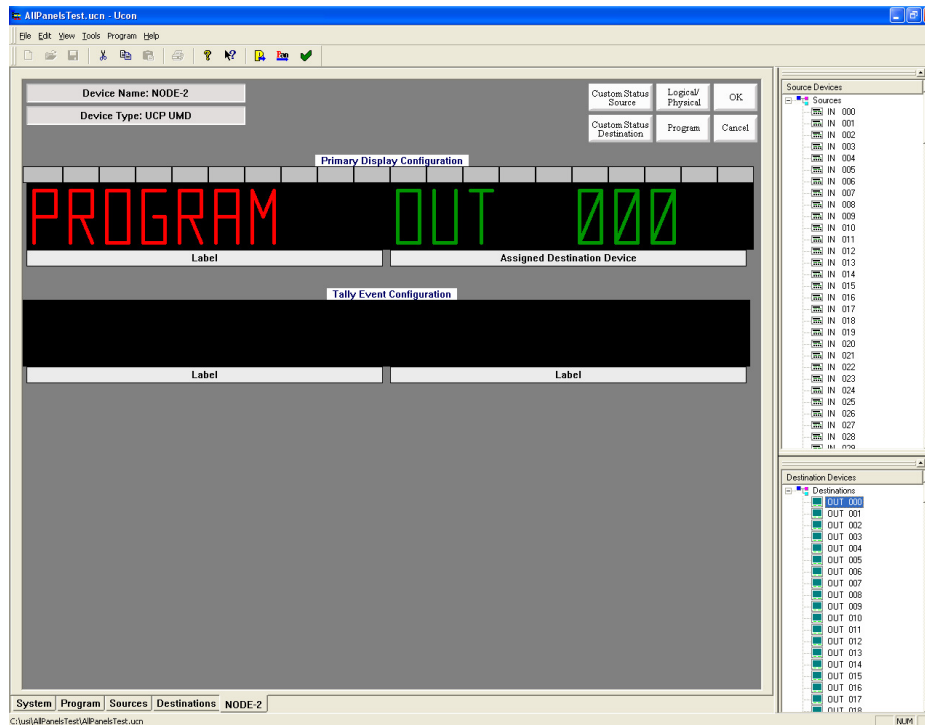 AllPanelsTest.ucn - Ucon
File Edit View Tools Program Help
Device Name: NODE-2
Device Type: UCP UMD
Custom Status Source
Logical/ Physical
OK
Custom Status Destination
Program
Cancel
Primary Display Configuration
PROGRAM OUT 000
Label
Assigned Destination Device
Tally Event Configuration
Label
Label
System Program Sources Destinations NODE-2
C:\usi\AllPanelsTest\AllPanelsTest.ucn
NUM
Source Devices
Sources
IN 000
IN 001
IN 002
IN 003
IN 004
IN 005
IN 006
IN 007
IN 008
IN 009
IN 010
IN 011
IN 012
IN 013
IN 014
IN 015
IN 016
IN 017
IN 018
IN 019
IN 020
IN 021
IN 022
IN 023
IN 024
IN 025
IN 026
IN 027
IN 028
IN 029
Destination Devices
Destinations
OUT 000
OUT 001
OUT 002
OUT 003
OUT 004
OUT 005
OUT 006
OUT 007
OUT 008
OUT 009
OUT 010
OUT 011
OUT 012
OUT 013
OUT 014
OUT 015
OUT 016
OUT 017
OUT 018